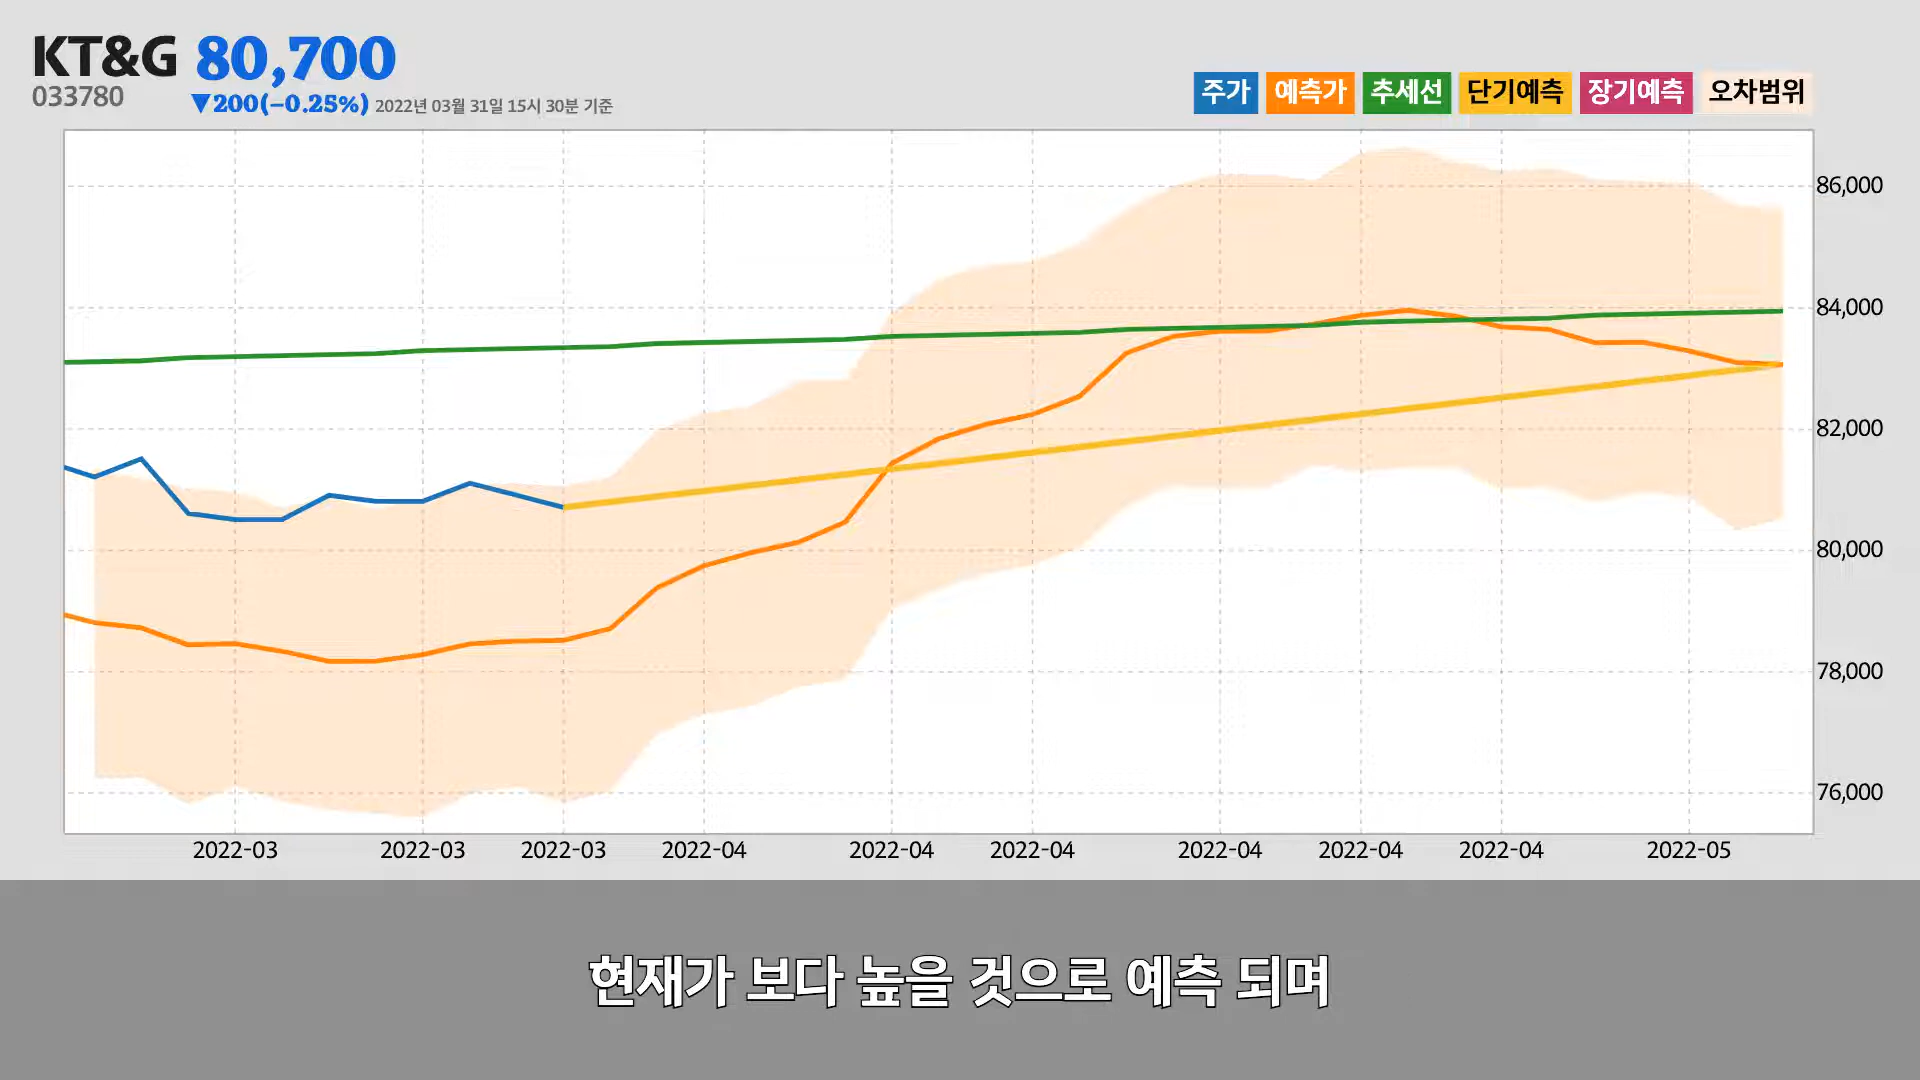 KT&G 80,700
033780
▼200(−0.25%) 2022년 03월 31일 15시 30분 기준
주가 예측가 추세선 단기예측 장기예측 오차범위
86,000
84,000
82,000
80,000
78,000
76,000
2022-03 2022-03 2022-03 2022-04 2022-04 2022-04 2022-04 2022-04 2022-04 2022-05
현재가 보다 높을 것으로 예측 되며